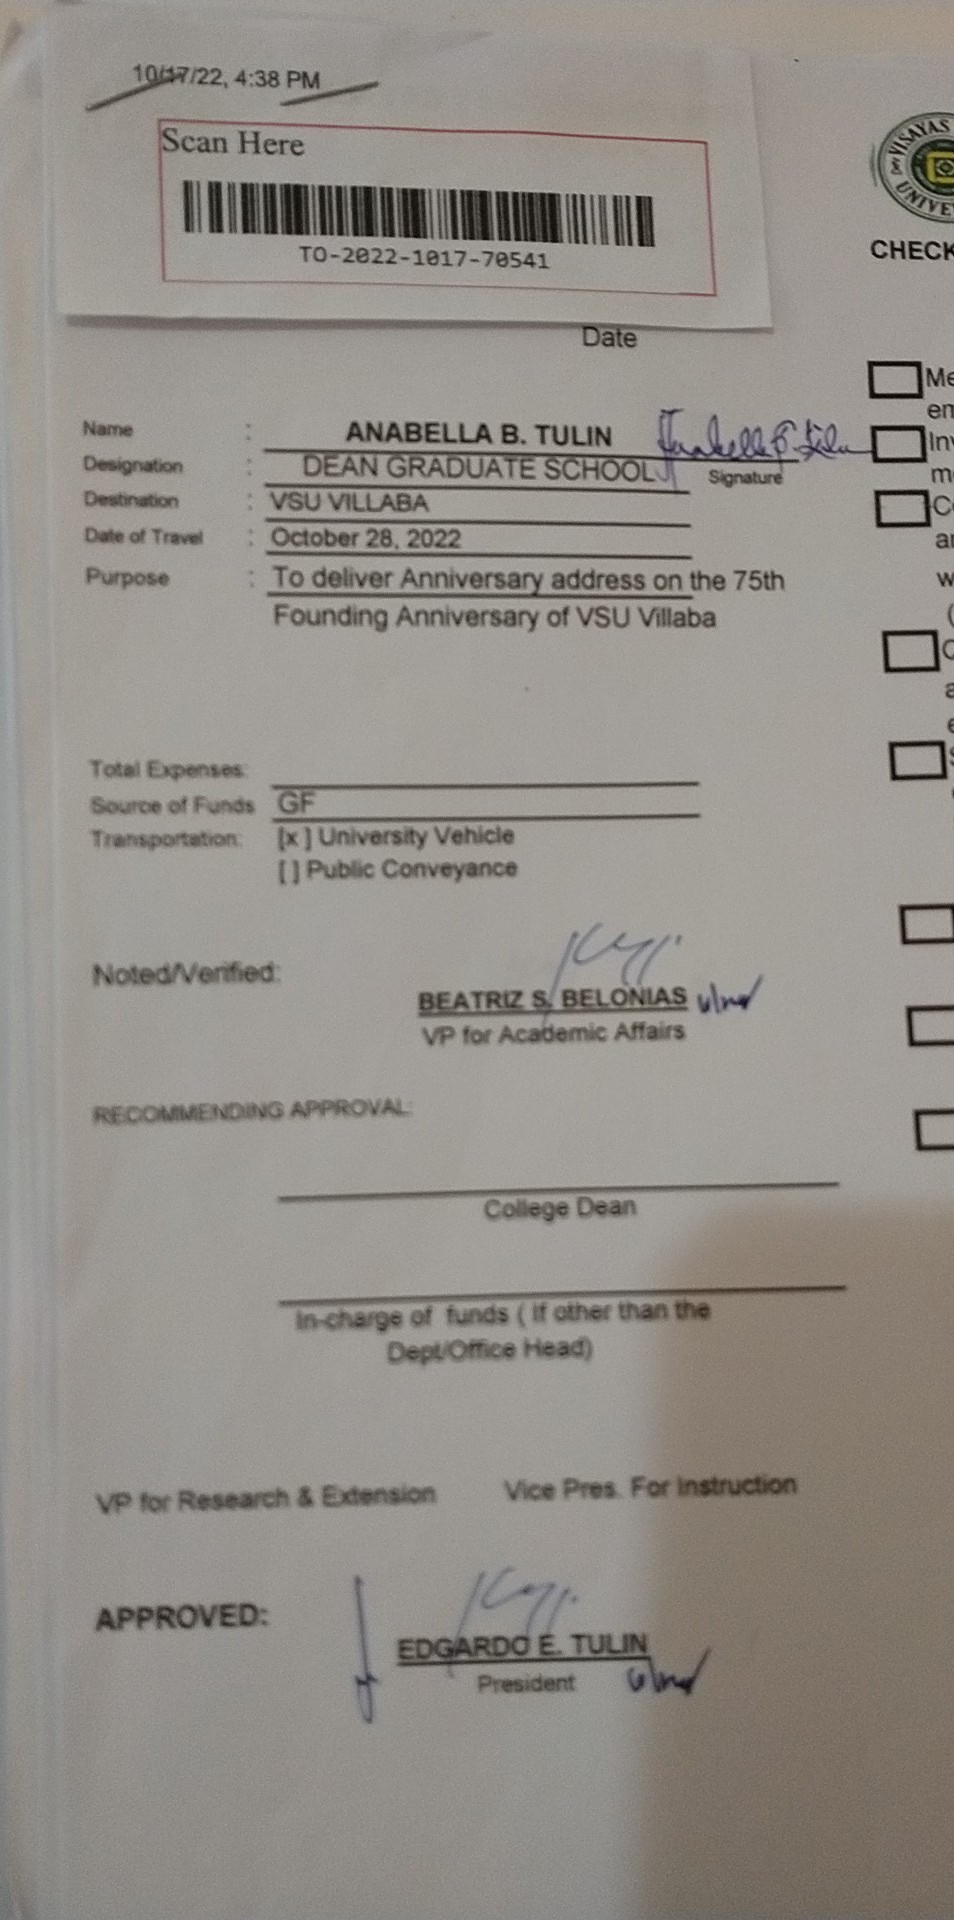 10/17/22, 4:38 PM
Scan Here
TO-2022-1017-70541
VISAYAS
CHECK
Date
Name : ANABELLA B. TULIN
Designation : DEAN GRADUATE SCHOOL
Signature
Destination : VSU VILLABA
Date of Travel : October 28, 2022
Purpose : To deliver Anniversary address on the 75th
Founding Anniversary of VSU Villaba
Total Expenses:
Source of Funds GF
Transportation: [x] University Vehicle
[ ] Public Conveyance
Noted/Verified:
BEATRIZ S. BELONIAS
VP for Academic Affairs
RECOMMENDING APPROVAL:
College Dean
In-charge of funds ( If other than the
Dept/Office Head)
VP for Research & Extension Vice Pres. For Instruction
APPROVED:
EDGARDO E. TULIN
President